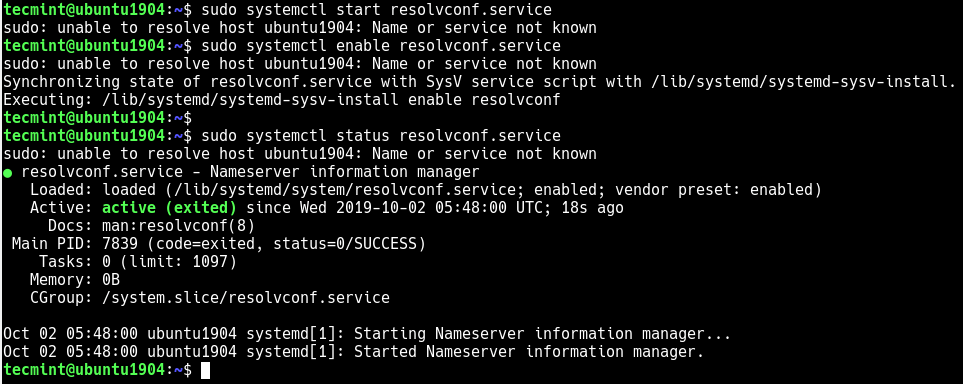 tecmint@ubuntu1904:~$ sudo systemctl start resolvconf.service
sudo: unable to resolve host ubuntu1904: Name or service not known
tecmint@ubuntu1904:~$ sudo systemctl enable resolvconf.service
sudo: unable to resolve host ubuntu1904: Name or service not known
Synchronizing state of resolvconf.service with SysV service script with /lib/systemd/systemd-sysv-install.
Executing: /lib/systemd/systemd-sysv-install enable resolvconf
tecmint@ubuntu1904:~$
tecmint@ubuntu1904:~$ sudo systemctl status resolvconf.service
sudo: unable to resolve host ubuntu1904: Name or service not known
● resolvconf.service - Nameserver information manager
   Loaded: loaded (/lib/systemd/system/resolvconf.service; enabled; vendor preset: enabled)
   Active: active (exited) since Wed 2019-10-02 05:48:00 UTC; 18s ago
     Docs: man:resolvconf(8)
 Main PID: 7839 (code=exited, status=0/SUCCESS)
    Tasks: 0 (limit: 1097)
   Memory: 0B
   CGroup: /system.slice/resolvconf.service

Oct 02 05:48:00 ubuntu1904 systemd[1]: Starting Nameserver information manager...
Oct 02 05:48:00 ubuntu1904 systemd[1]: Started Nameserver information manager.
tecmint@ubuntu1904:~$